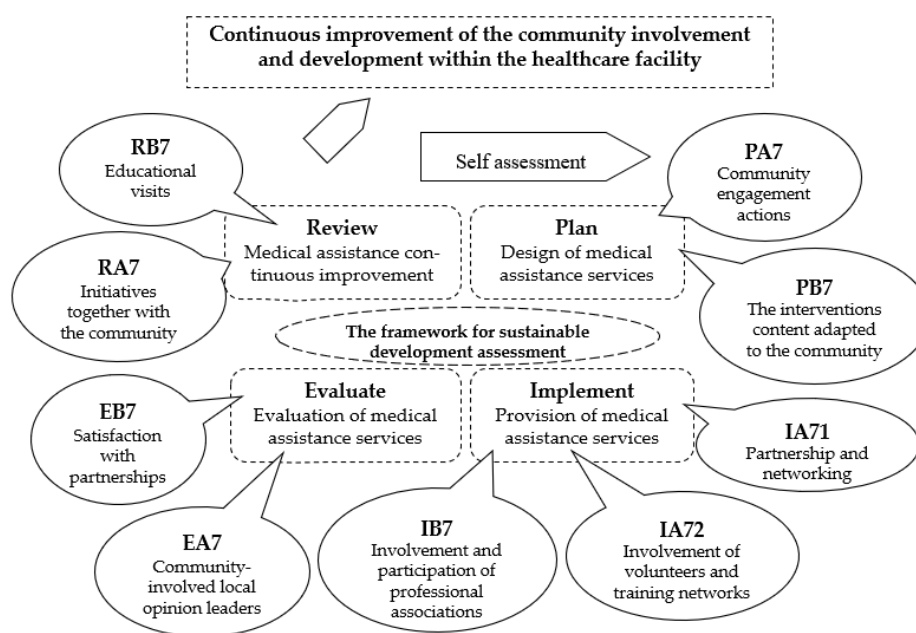 Continuous improvement of the community involvement
and development within the healthcare facility
RB7
Educational
visits
Self assessment
PA7
Community
engagement
actions
Review
Medical assistance con-
tinuous improvement
Plan
Design of medical
assistance services
RA7
Initiatives
together with
the community
PB7
The interventions
content adapted
to the community
The framework for sustainable
development assessment
Evaluate
Evaluation of medical
assistance services
Implement
Provision of medical
assistance services
EB7
Satisfaction
with
partnerships
IA71
Partnership and
networking
EA7
Community-
involved local
opinion leaders
IB7
Involvement and
participation of
professional
associations
IA72
Involvement of
volunteers and
training networks